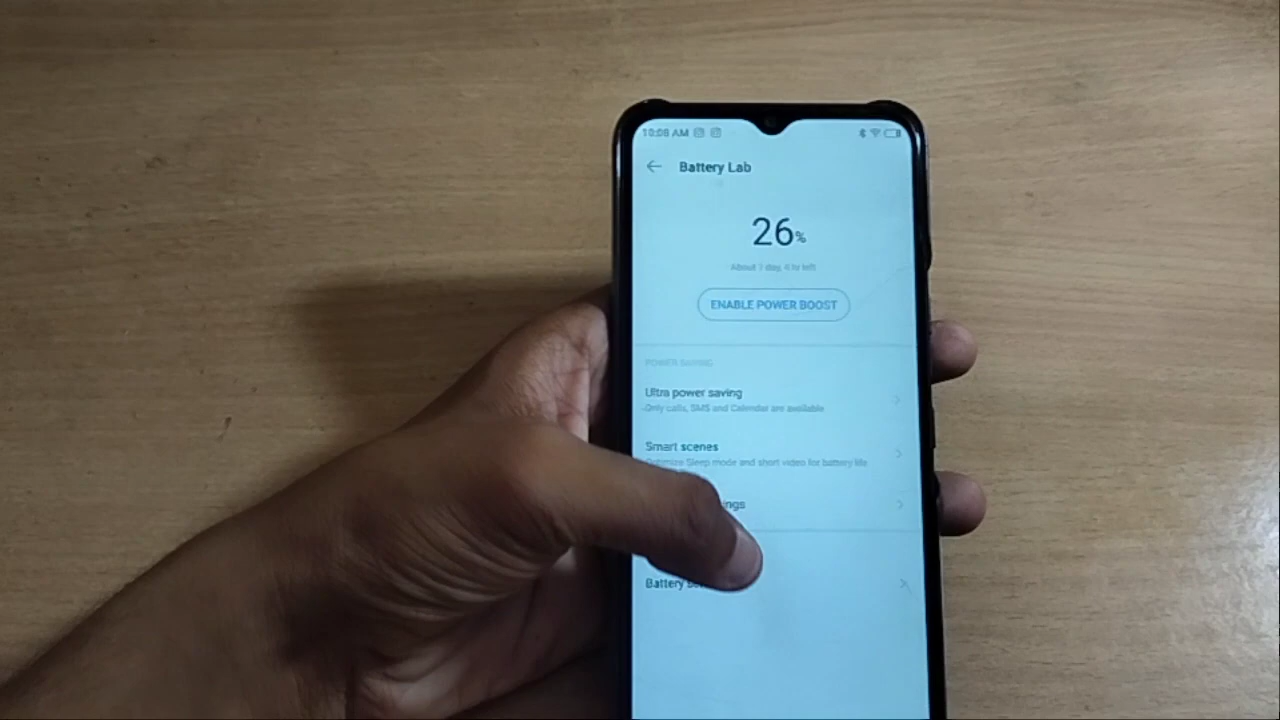 10:08 AM
Battery Lab
26%
About 1 day, 6 hr left
ENABLE POWER BOOST
POWER SAVING
Ultra power saving
Only calls, SMS and Calendar are available
Smart scenes
Optimize Sleep mode and short video for battery life
ings
Battery